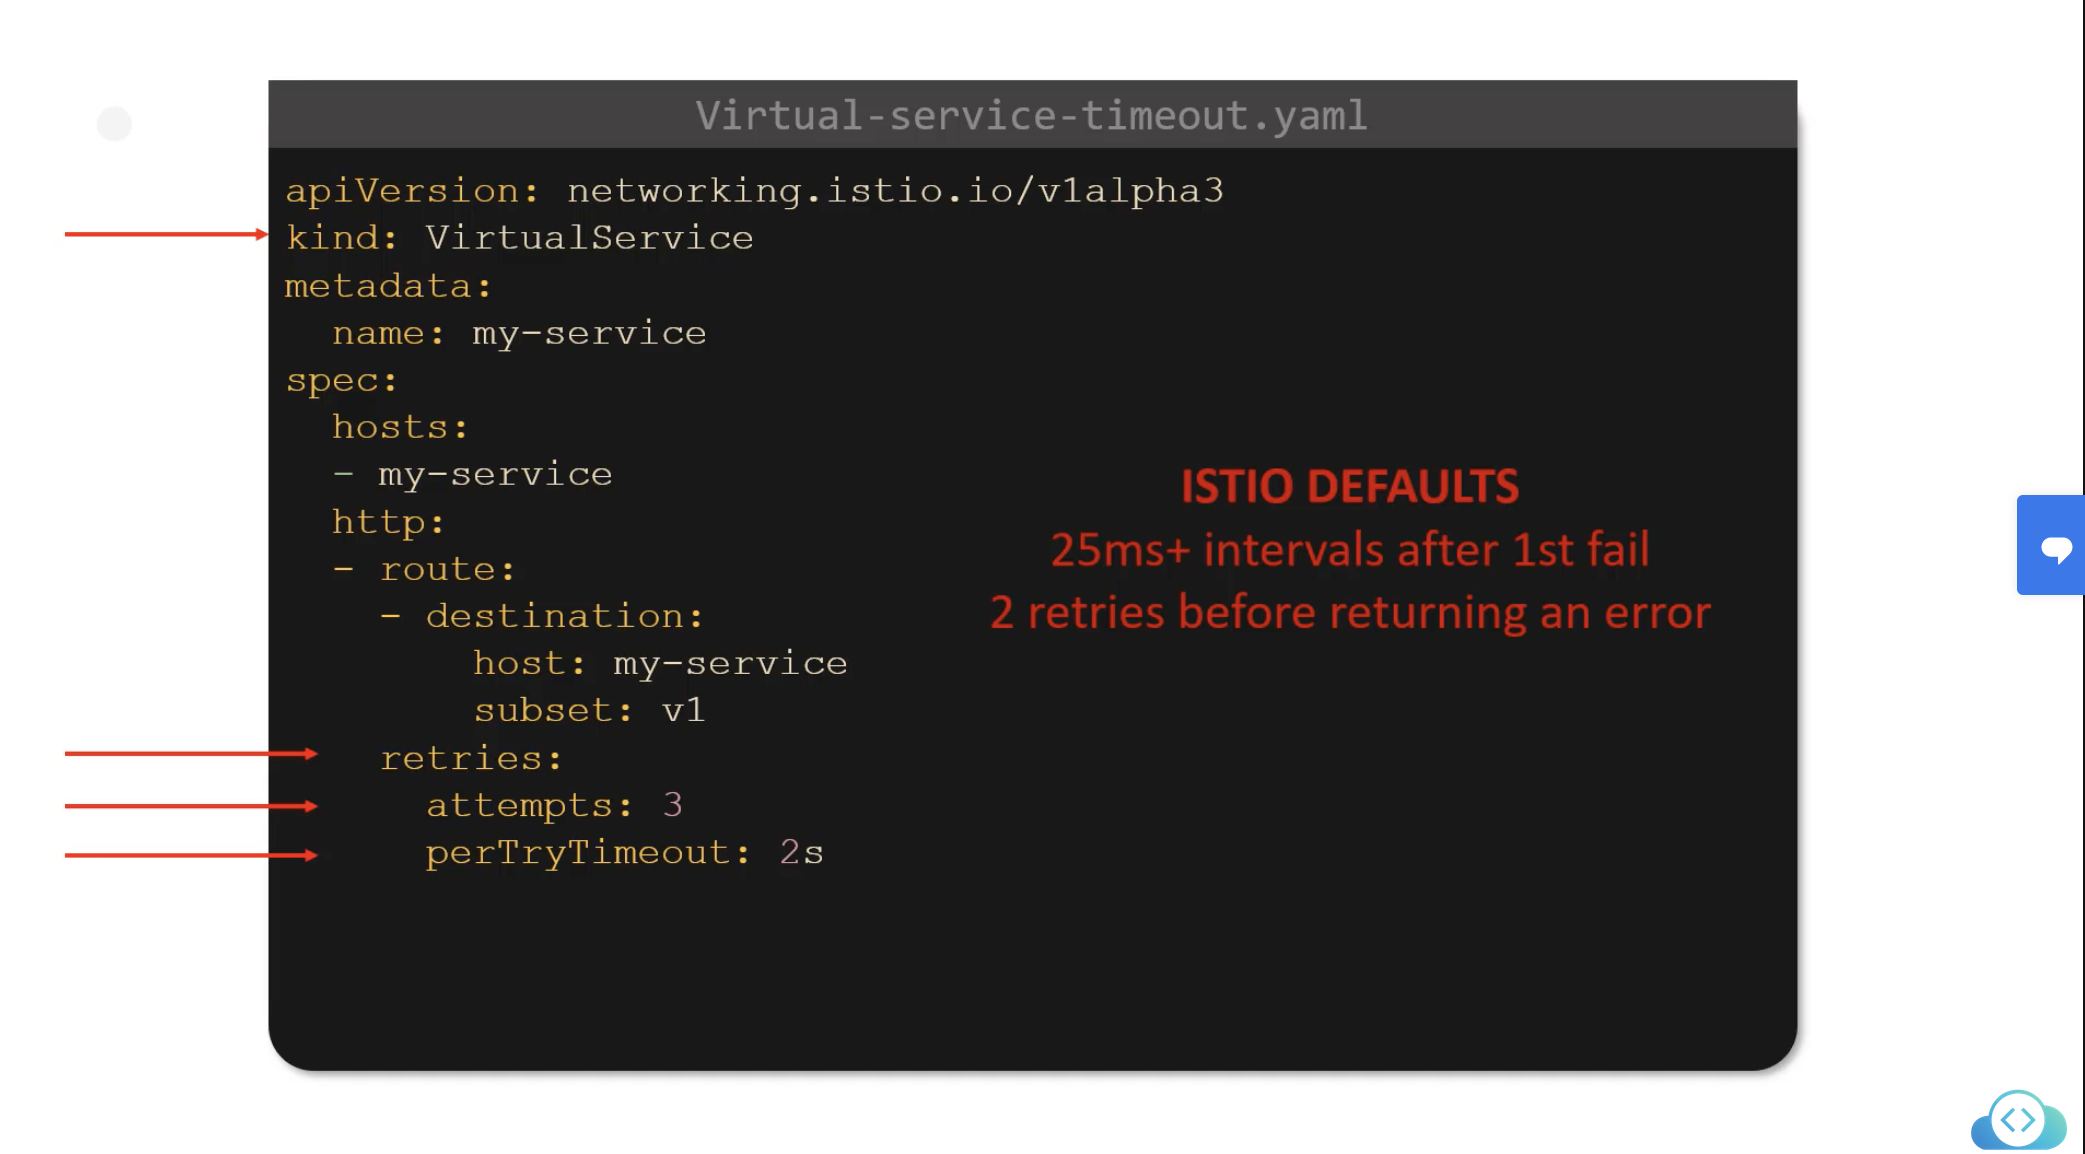 Virtual-service-timeout.yaml
apiVersion: networking.istio.io/v1alpha3
kind: VirtualService
metadata:
  name: my-service
spec:
  hosts:
  - my-service
  http:
  - route:
    - destination:
        host: my-service
        subset: v1
    retries:
      attempts: 3
      perTryTimeout: 2s
ISTIO DEFAULTS
25ms+ intervals after 1st fail
2 retries before returning an error